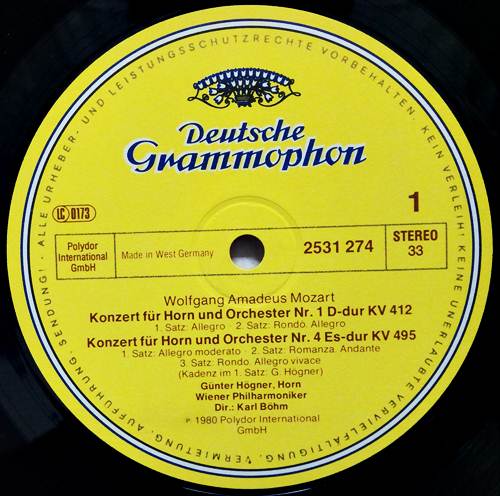 ALLE URHEBER- UND LEISTUNGSSCHUTZRECHTE VORBEHALTEN. KEIN VERLEIH! KEINE UNERLAUBTE VERVIELFÄLTIGUNG, AUFFÜHRUNG, SENDUNG!
Deutsche
Grammophon
LC 0173
1
Polydor
International
GmbH
Made in West Germany
2531 274
STEREO
33
Wolfgang Amadeus Mozart
Konzert für Horn und Orchester Nr. 1 D-dur KV 412
1. Satz: Allegro · 2. Satz: Rondo. Allegro
Konzert für Horn und Orchester Nr. 4 Es-dur KV 495
1. Satz: Allegro moderato · 2. Satz: Romanza. Andante
3. Satz: Rondo. Allegro vivace
(Kadenz im 1. Satz: G. Högner)
Günter Högner, Horn
Wiener Philharmoniker
Dir.: Karl Böhm
℗ 1980 Polydor International
GmbH